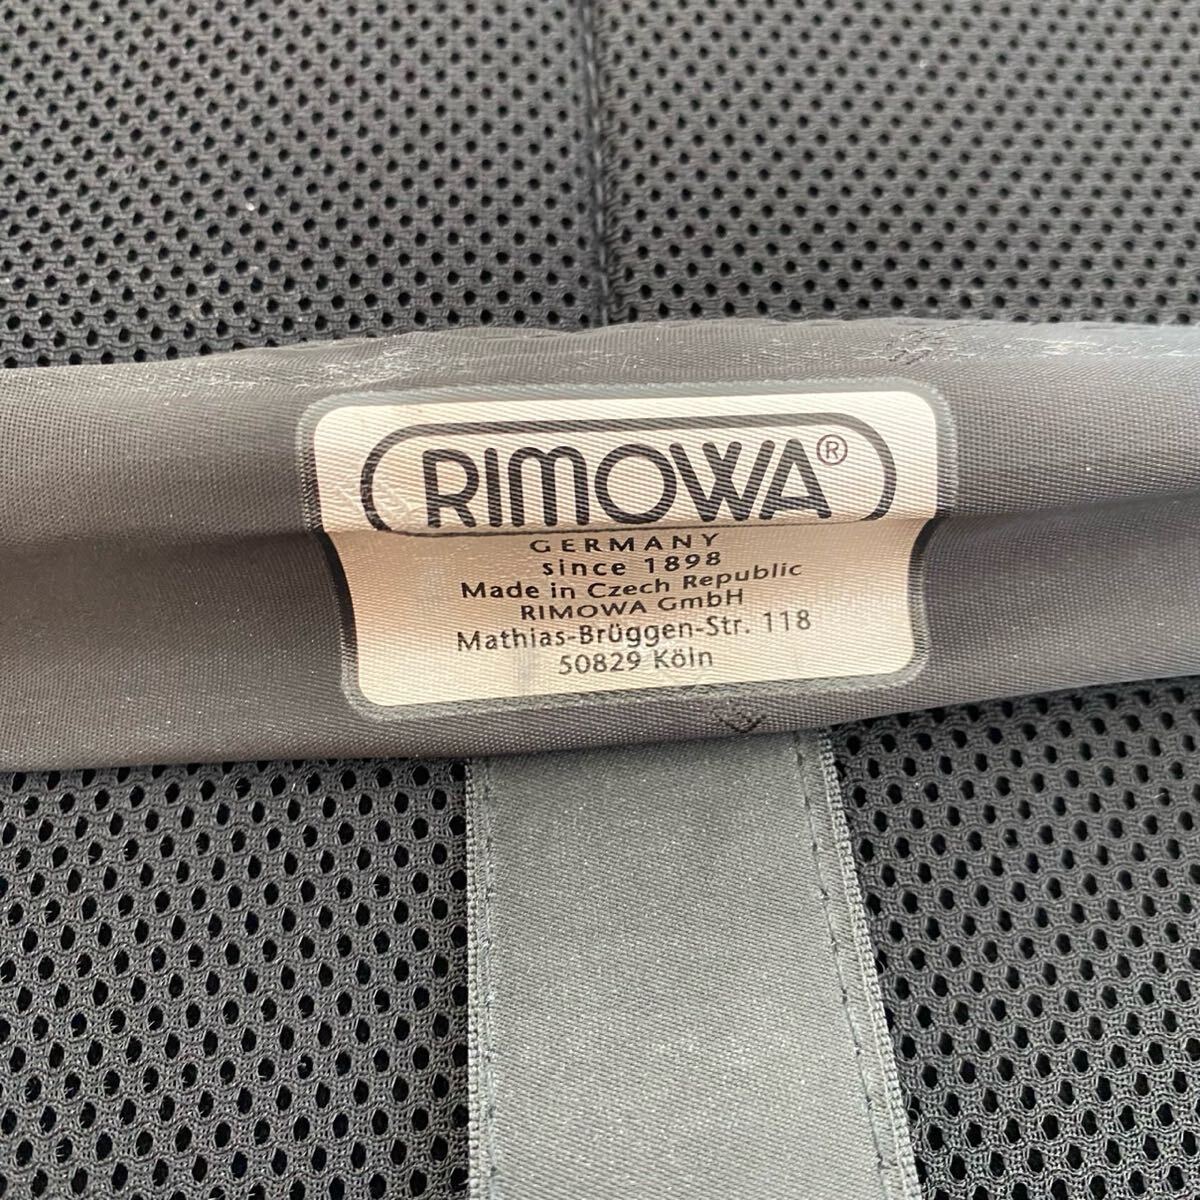 RIMOWA®
GERMANY
since 1898
Made in Czech Republic
RIMOWA GmbH
Mathias-Brüggen-Str. 118
50829 Köln